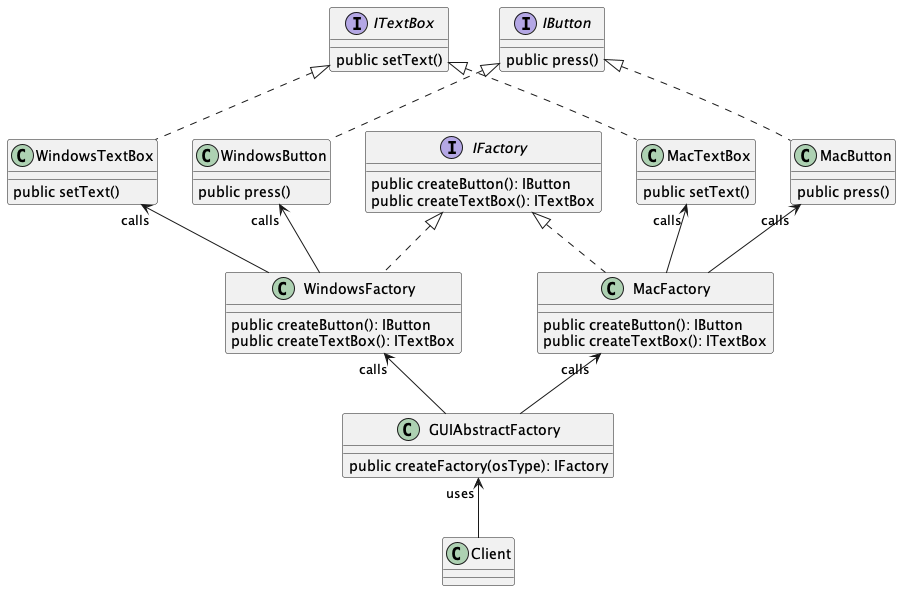 I ITextBox
public setText()
I IButton
public press()
C WindowsTextBox
public setText()
C WindowsButton
public press()
I IFactory
public createButton(): IButton
public createTextBox(): ITextBox
C MacTextBox
public setText()
C MacButton
public press()
calls
calls
calls
calls
C WindowsFactory
public createButton(): IButton
public createTextBox(): ITextBox
C MacFactory
public createButton(): IButton
public createTextBox(): ITextBox
calls
calls
C GUIAbstractFactory
public createFactory(osType): IFactory
uses
C Client